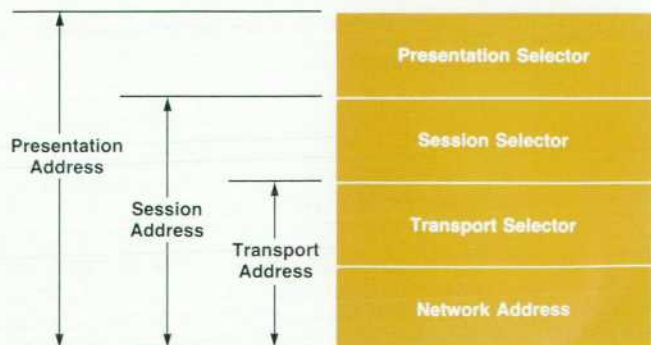 Presentation Selector
Session Selector
Presentation
Address
Session
Address
Transport Selector
Transport
Address
Network Address